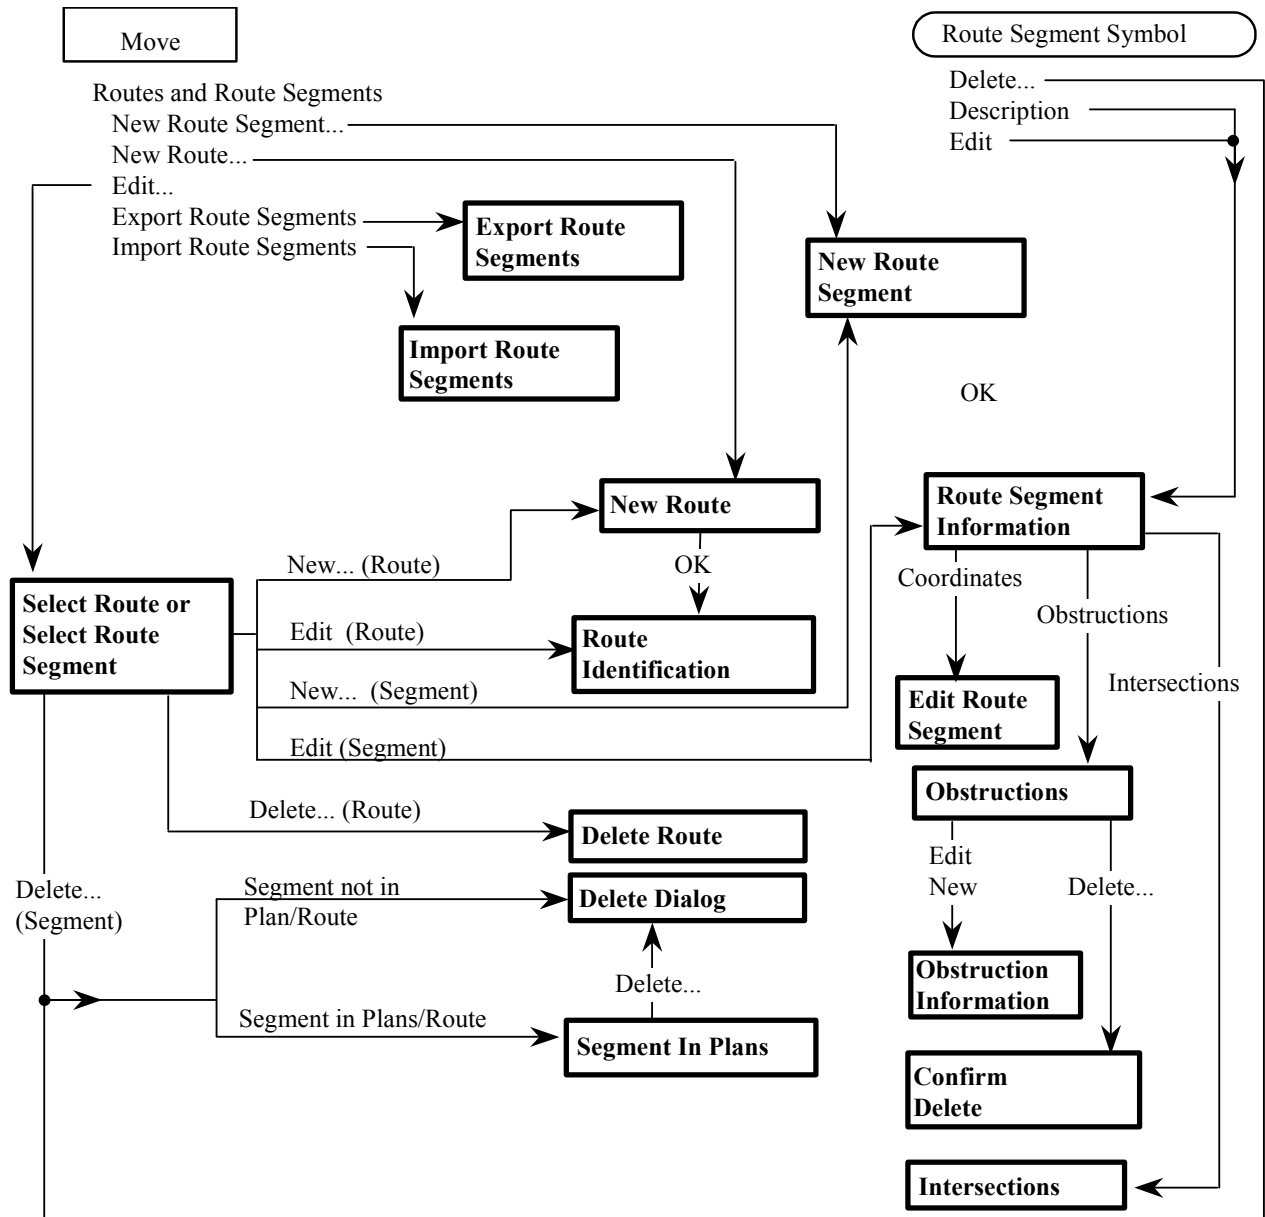 Move
Route Segment Symbol
Routes and Route Segments
New Route Segment...
New Route...
Edit...
Export Route Segments
Import Route Segments
Delete...
Description
Edit
Export Route
Segments
New Route
Segment
Import Route
Segments
OK
New Route
Route Segment
Information
New... (Route)
OK
Coordinates
Select Route or
Select Route
Segment
Edit (Route)
Route
Identification
Obstructions
New... (Segment)
Intersections
Edit Route
Segment
Edit (Segment)
Obstructions
Delete... (Route)
Delete Route
Edit
New
Delete...
Delete...
(Segment)
Segment not in
Plan/Route
Delete Dialog
Delete...
Obstruction
Information
Segment in Plans/Route
Segment In Plans
Confirm
Delete
Intersections